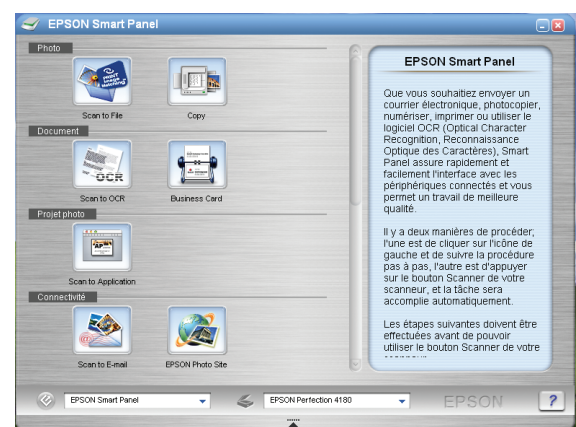 EPSON Smart Panel
Photo
Scan to File
Copy
Document
OCR
Scan to OCR
Business Card
Projet photo
Scan to Application
Connectivité
Scan to E-mail
EPSON Photo Site
EPSON Smart Panel
Que vous souhaitiez envoyer un
courrier électronique, photocopier,
numériser, imprimer ou utiliser le
logiciel OCR (Optical Character
Recognition, Reconnaissance
Optique des Caractères), Smart
Panel assure rapidement et
facilement l'interface avec les
périphériques connectés et vous
permet un travail de meilleure
qualité.
Il y a deux manières de procéder;
l'une est de cliquer sur l'icône de
gauche et de suivre la procédure
pas à pas, l'autre est d'appuyer
sur le bouton Scanner de votre
scanneur, et la tâche sera
accomplie automatiquement.
Les étapes suivantes doivent être
effectuées avant de pouvoir
utiliser le bouton Scanner de votre
EPSON Smart Panel
EPSON Perfection 4180
EPSON
?